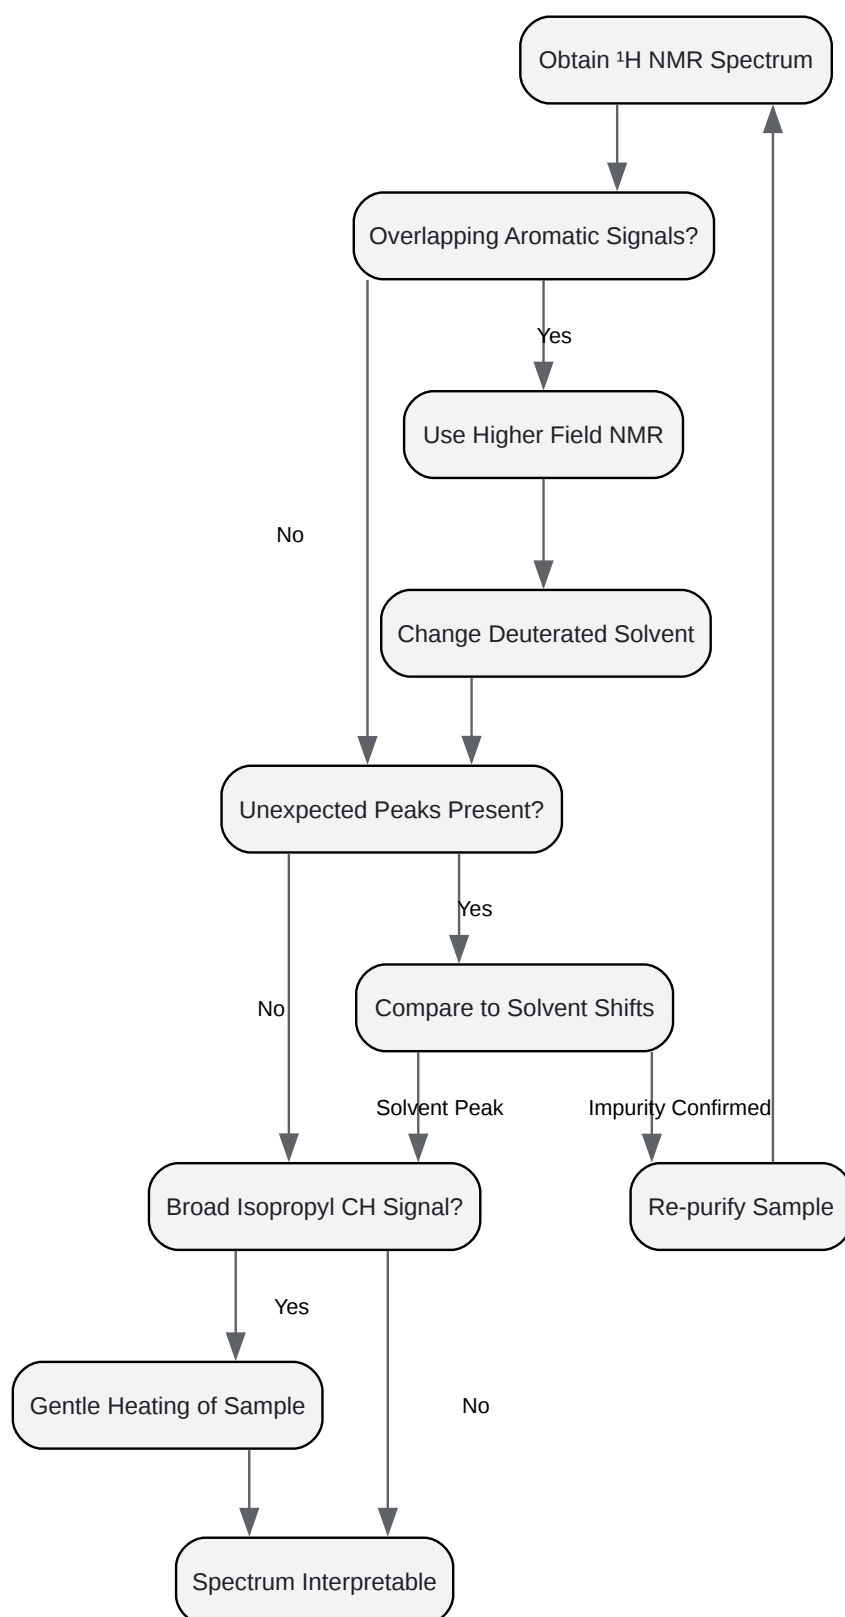 Obtain ¹H NMR Spectrum
Overlapping Aromatic Signals?
Yes
Use Higher Field NMR
No
Change Deuterated Solvent
Unexpected Peaks Present?
Yes
No
Compare to Solvent Shifts
Solvent Peak
Impurity Confirmed
Broad Isopropyl CH Signal?
Re-purify Sample
Yes
Gentle Heating of Sample
No
Spectrum Interpretable